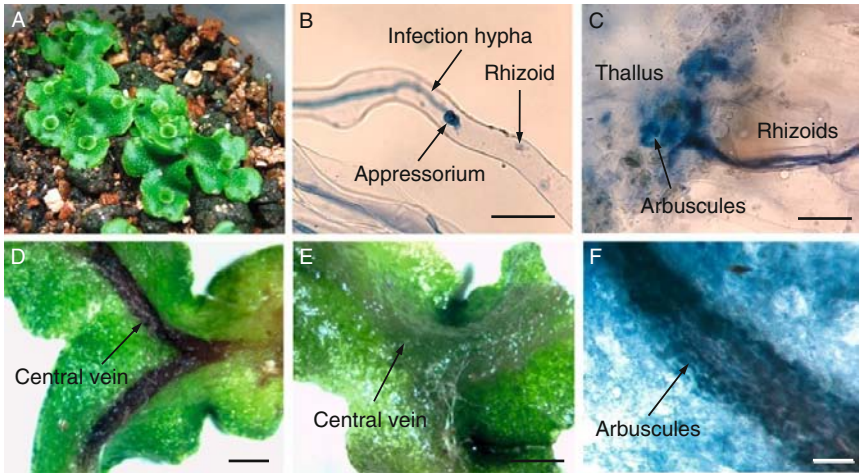 A
B
Infection hypha
Rhizoid
Appressorium
C
Thallus
Rhizoids
Arbuscules
D
Central vein
E
Central vein
F
Arbuscules